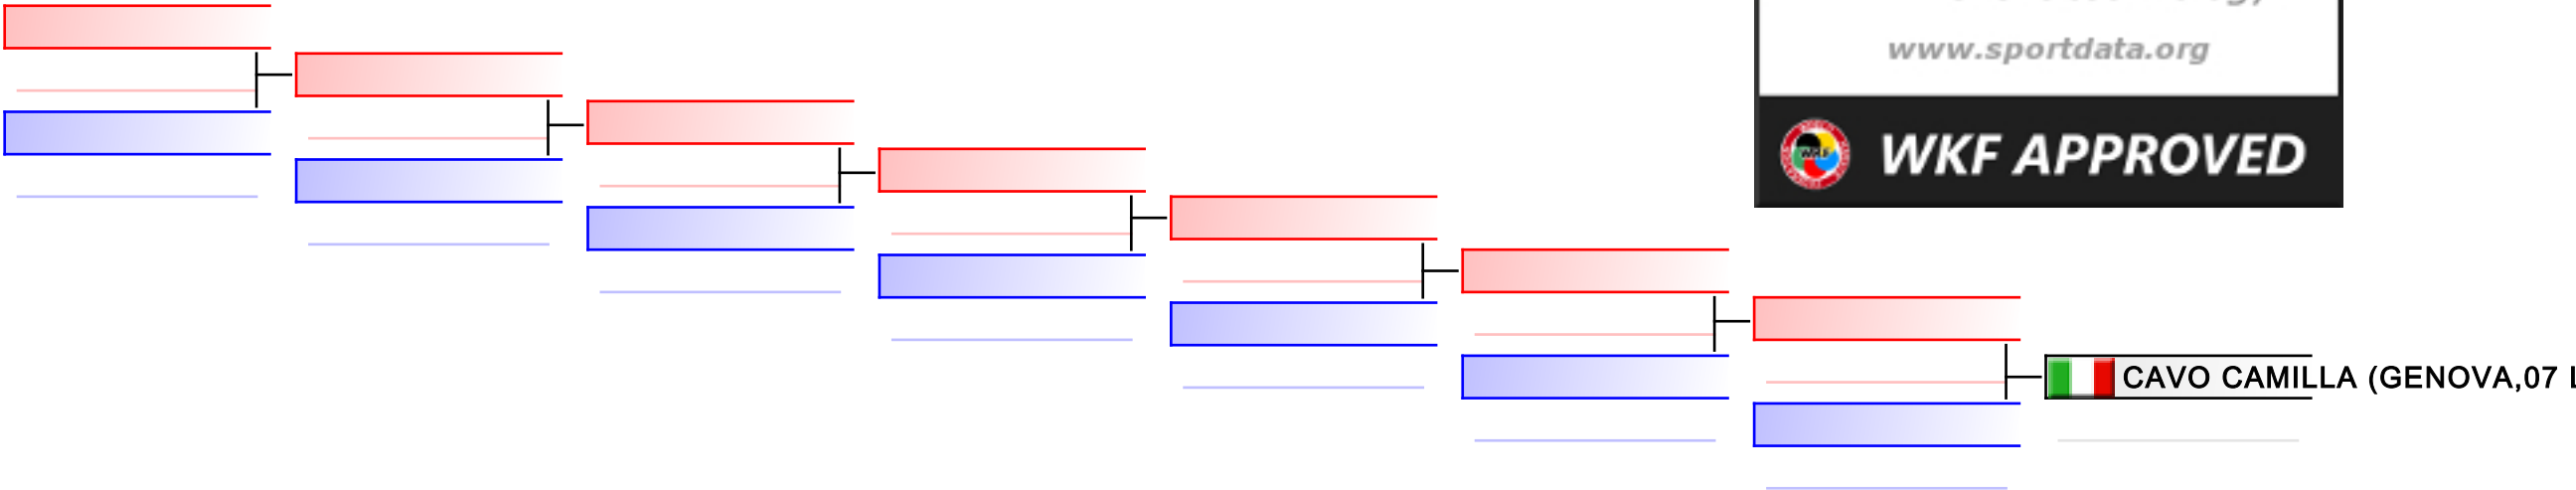 www.sportdata.org
WKF APPROVED
CAVO CAMILLA (GENOVA,07